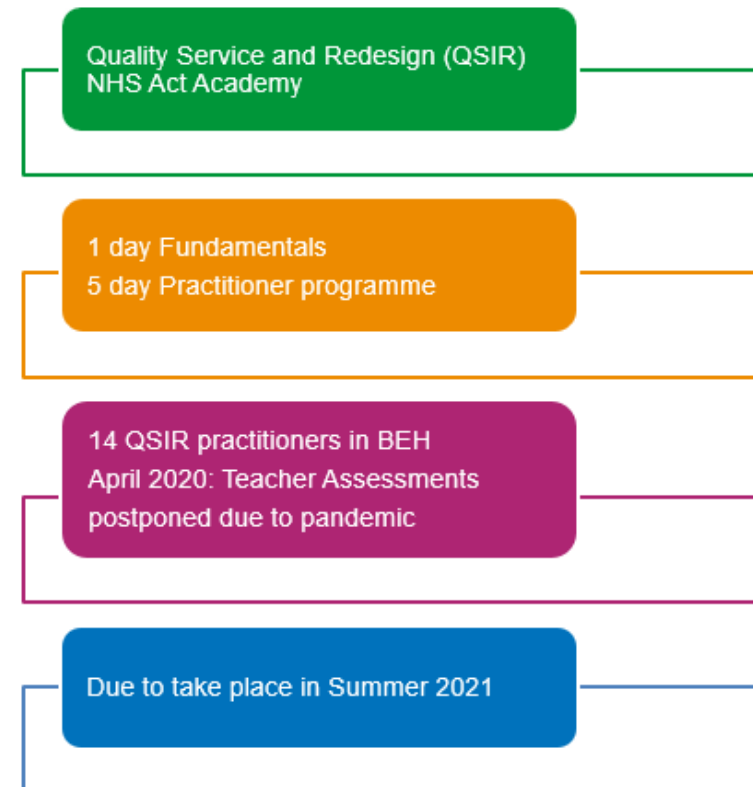 Quality Service and Redesign (QSIR)
NHS Act Academy
1 day Fundamentals
5 day Practitioner programme
14 QSIR practitioners in BEH
April 2020: Teacher Assessments
postponed due to pandemic
Due to take place in Summer 2021